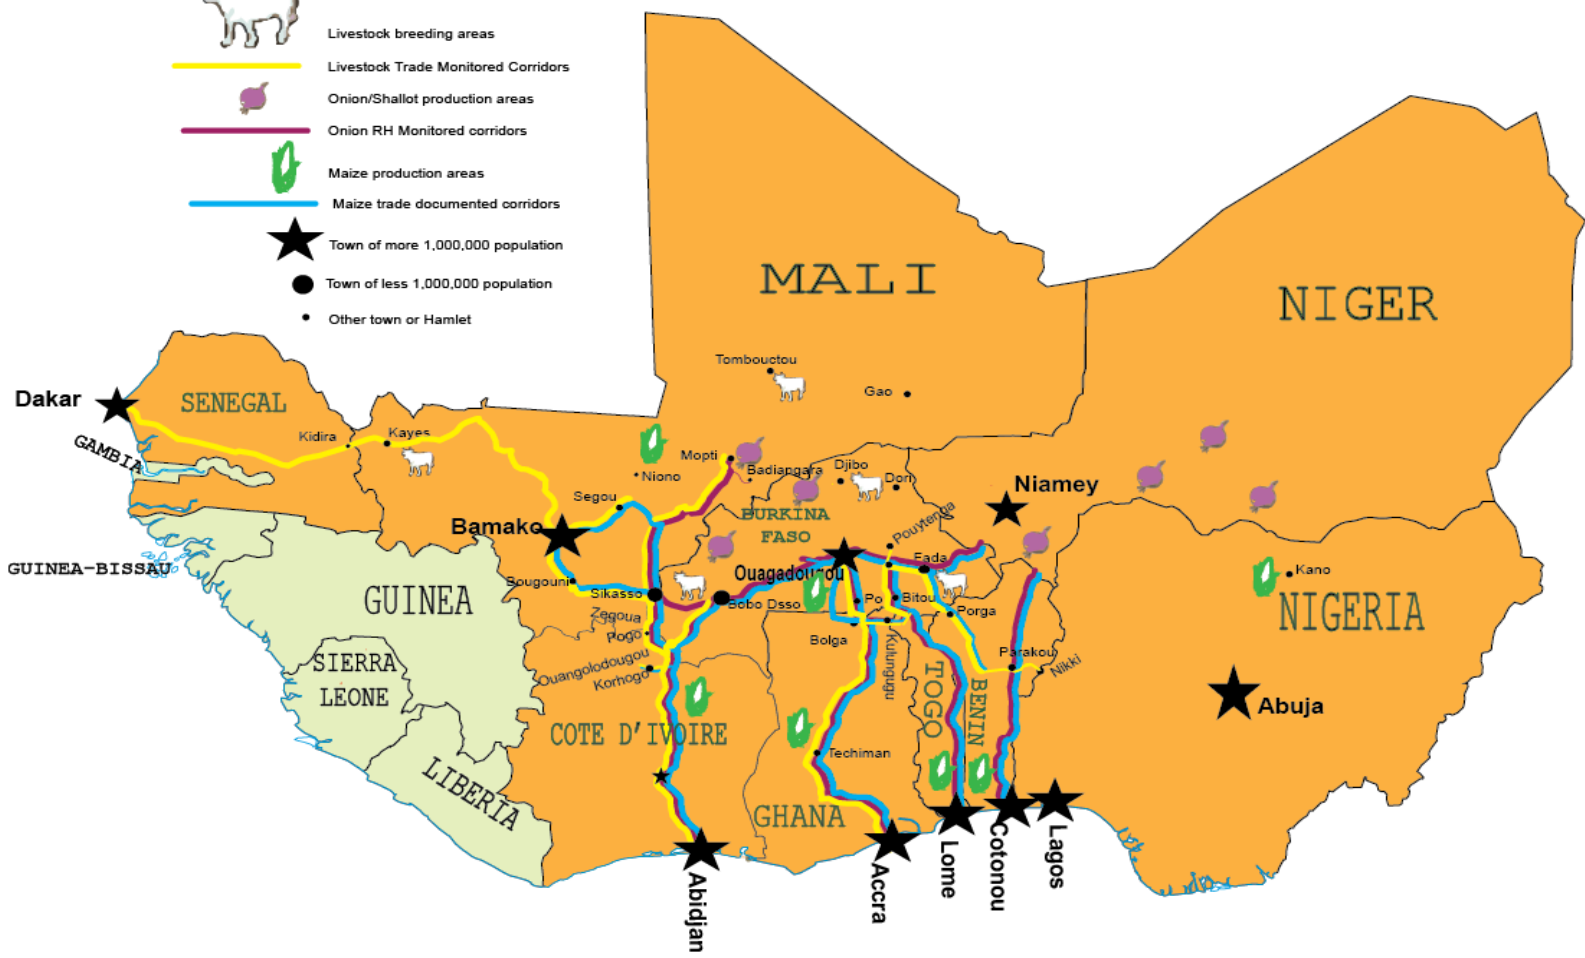 Livestock breeding areas
Livestock Trade Monitored Corridors
Onion/Shallot production areas
Onion RH Monitored corridors
Maize production areas
Maize trade documented corridors
Town of more 1,000,000 population
Town of less 1,000,000 population
Other town or Hamlet
MALI
NIGER
Tombouctou
Gao
Dakar
SENEGAL
Kidira
Kayes
GAMBIA
Mopti
Niono
Badiangara
Djibo
Dori
Segou
Niamey
Bamako
BURKINA
FASO
Pouytenga
Fada
Ouagadougou
GUINEA-BISSAU
GUINEA
Bougouni
Sikasso
Bobo Dsso
Po
Bitou
Porga
Kano
NIGERIA
Zegoua
Pogo
Bolga
Kulungugu
Parakou
Nikki
Ouangolodougou
Korhogo
SIERRA
LEONE
TOGO
BENIN
Abuja
COTE D'IVOIRE
Techiman
LIBERIA
GHANA
Abidjan
Accra
Lome
Cotonou
Lagos